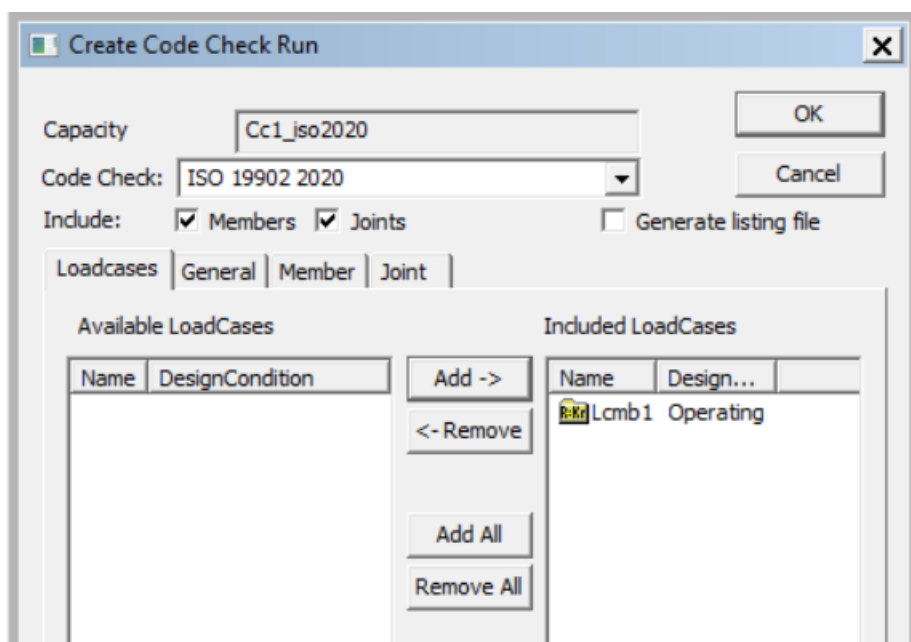 Create Code Check Run
Capacity Cc1_iso2020 OK
Code Check: ISO 19902 2020 Cancel
Include: Members Joints Generate listing file
Loadcases General Member Joint
Available LoadCases Included LoadCases
Name DesignCondition Add -> Name Design...
R:Kr Lcmb1 Operating
<- Remove
Add All
Remove All